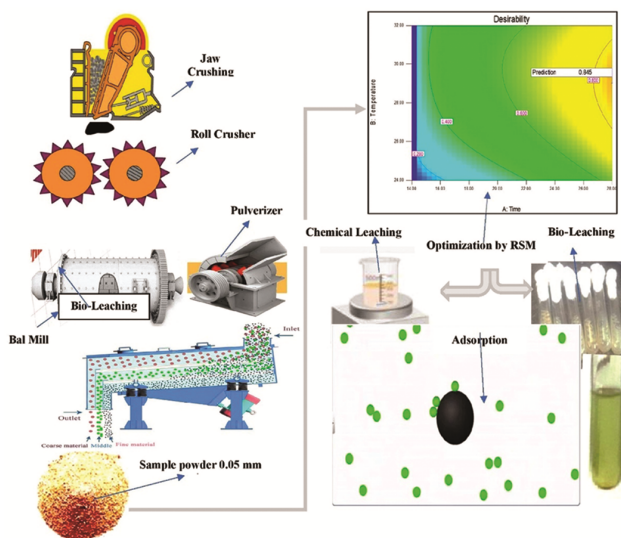 Jaw
Crushing
Roll Crusher
Pulverizer
Bio-Leaching
Bal Mill
Inlet
Outlet
Coarse material Middle Fine material
Sample powder 0.05 mm
Desirability
B: Temperature
A: Time
Prediction 0.845
Chemical Leaching
Optimization by RSM
Bio-Leaching
Adsorption